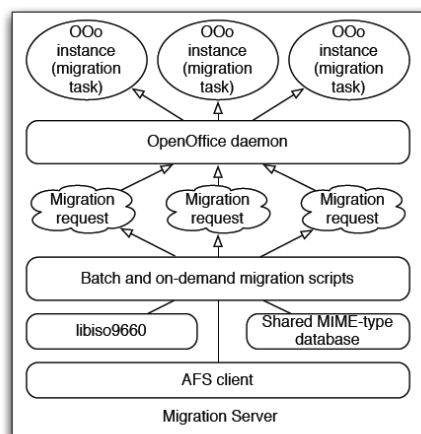 OOo
instance
(migration
task)
OOo
instance
(migration
task)
OOo
instance
(migration
task)
OpenOffice daemon
Migration
request
Migration
request
Migration
request
Batch and on-demand migration scripts
libiso9660
Shared MIME-type
database
AFS client
Migration Server